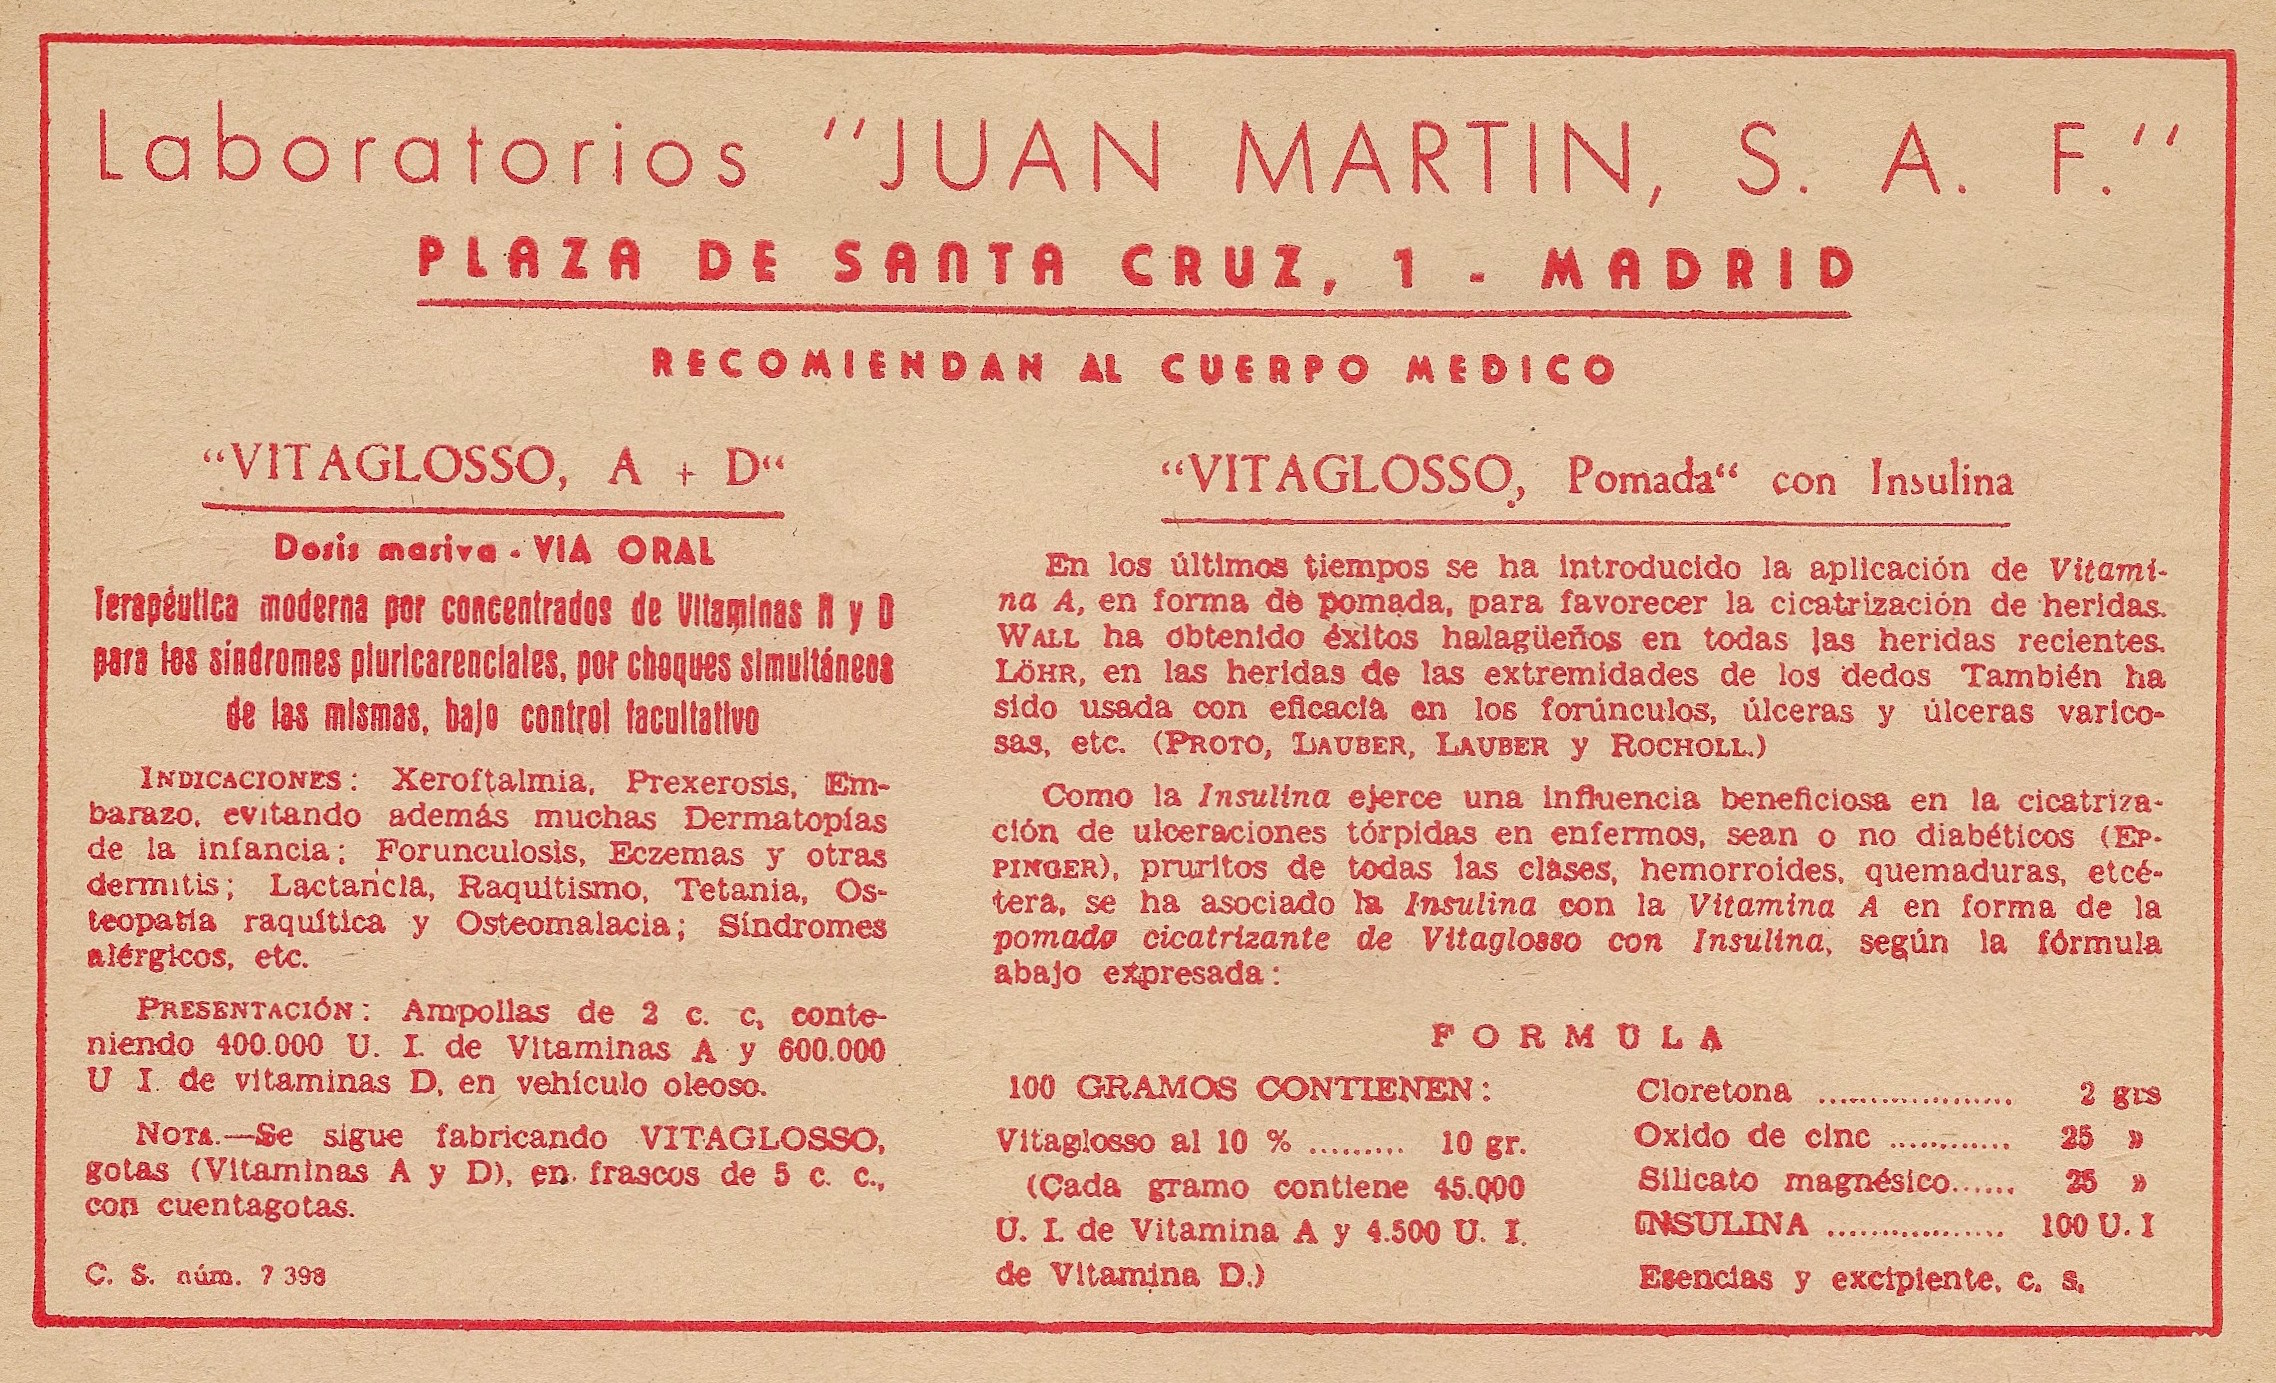 Laboratorios "JUAN MARTIN, S. A. F."
PLAZA DE SANTA CRUZ, 1 - MADRID
RECOMIENDAN AL CUERPO MEDICO
"VITAGLOSSO, A + D"
Dosis masiva - VIA ORAL
Terapéutica moderna por concentrados de Vitaminas A y D
para los síndromes pluricarenciales, por choques simultáneos
de las mismas, bajo control facultativo
INDICACIONES: Xeroftalmia, Prexerosis, Em-
barazo, evitando además muchas Dermatopías
de la infancia; Forunculosis, Eczemas y otras
dermitis; Lactancia, Raquitismo, Tetania, Os-
teopatía raquítica y Osteomalacia; Síndromes
alérgicos, etc.
PRESENTACIÓN: Ampollas de 2 c. c, conte-
niendo 400.000 U. I. de Vitaminas A y 600.000
U I. de vitaminas D, en vehículo oleoso.
NOTA.—Se sigue fabricando VITAGLOSSO,
gotas (Vitaminas A y D), en frascos de 5 c. c.,
con cuentagotas.
C. S. núm. 7 398
"VITAGLOSSO, Pomada" con Insulina
En los últimos tiempos se ha introducido la aplicación de Vitami-
na A, en forma de pomada, para favorecer la cicatrización de heridas.
WALL ha obtenido éxitos halagüeños en todas las heridas recientes.
LÖHR, en las heridas de las extremidades de los dedos También ha
sido usada con eficacia en los forúnculos, úlceras y úlceras varico-
sas, etc. (PROTO, LAUBER, LAUBER y ROCHOLL.)
Como la Insulina ejerce una influencia beneficiosa en la cicatriza-
ción de ulceraciones tórpidas en enfermos, sean o no diabéticos (EP-
PINGER), pruritos de todas las clases, hemorroides, quemaduras, etcé-
tera, se ha asociado la Insulina con la Vitamina A en forma de la
pomada cicatrizante de Vitaglosso con Insulina, según la fórmula
abajo expresada:
FORMULA
100 GRAMOS CONTIENEN:
Vitaglosso al 10 % ......... 10 gr.
(Cada gramo contiene 45.000
U. I. de Vitamina A y 4.500 U. I.
de Vitamina D.)
Cloretona ..................... 2 grs
Oxido de cinc ............ 25 »
Silicato magnésico...... 25 »
INSULINA ................. 100 U. I
Esencias y excipiente, c. s.